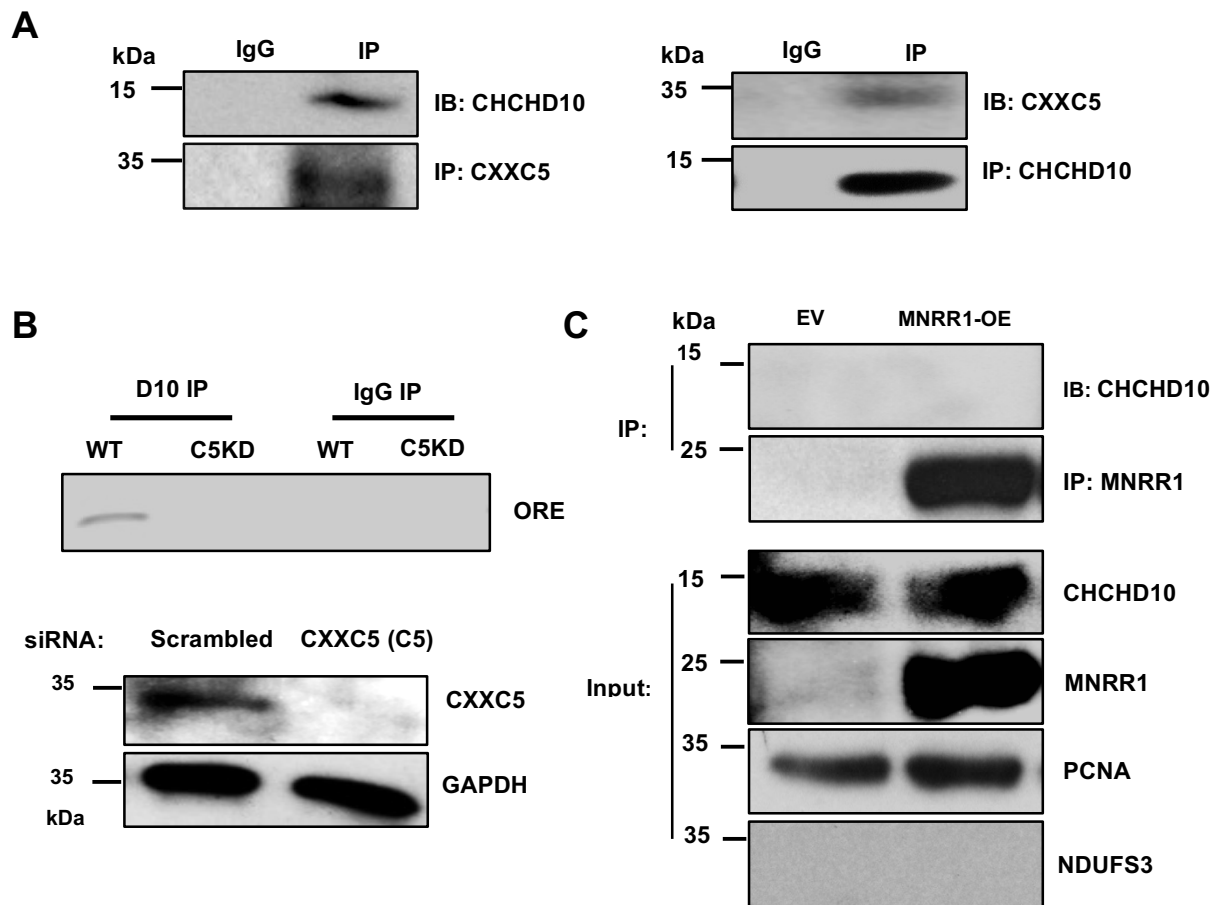 A
kDa IgG IP
15 IB: CHCHD10
35 IP: CXXC5
kDa IgG IP
35 IB: CXXC5
15 IP: CHCHD10
B
D10 IP IgG IP
WT C5KD WT C5KD
ORE
siRNA: Scrambled CXXC5 (C5)
35 CXXC5
35 GAPDH
kDa
C
kDa EV MNRR1-OE
15 IB: CHCHD10
IP:
25 IP: MNRR1
15 CHCHD10
25 MNRR1
Input:
35 PCNA
35 NDUFS3